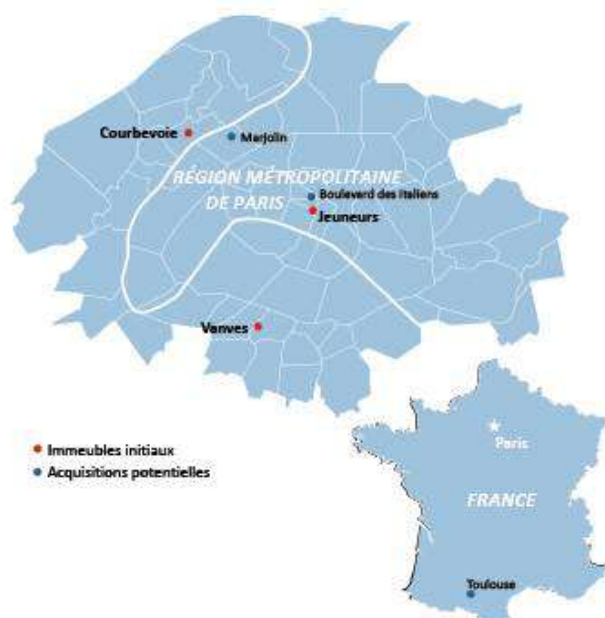 Courbevoie
Marjolin
RÉGION MÉTROPOLITAINE
DE PARIS
Boulevard des Italiens
Jeuneurs
Vanves
Immeubles initiaux
Acquisitions potentielles
Paris
FRANCE
Toulouse